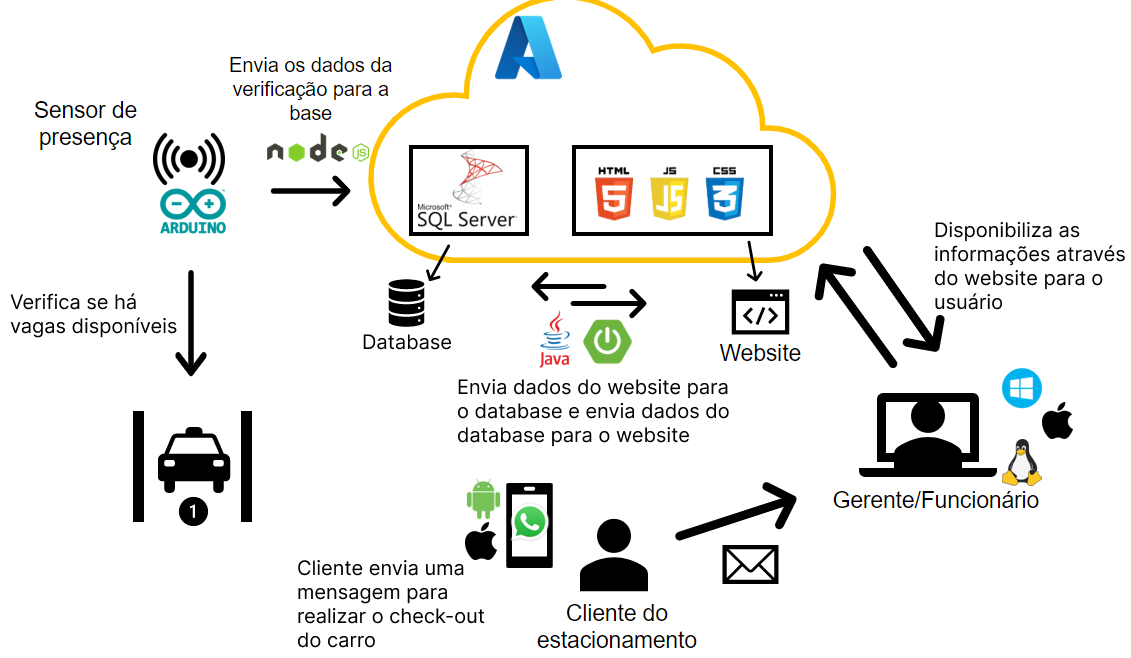 Envia os dados da
verificação para a
base
node
JS
Sensor de
presença
ARDUINO
Microsoft®
SQL Server
HTML
5
JS
JS
CSS
3
Disponibiliza as
informações através
do website para o
usuário
Verifica se há
vagas disponíveis
Database
Java
</>
Website
Envia dados do website para
o database e envia dados do
database para o website
1
Gerente/Funcionário
Cliente envia uma
mensagem para
realizar o check-out
do carro
Cliente do
estacionamento